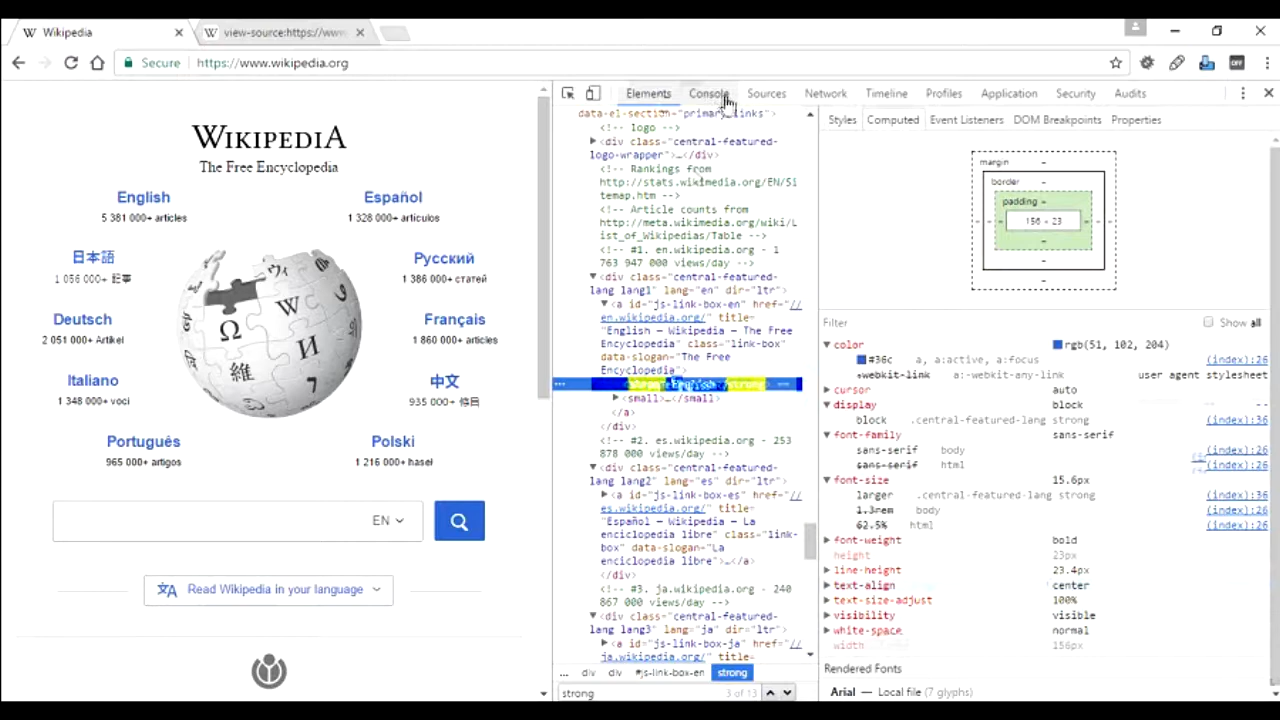 Wikipedia
view-source:https://www
Secure
https://www.wikipedia.org
OFF
WIKIPEDIA
The Free Encyclopedia
English
5 381 000+ articles
Español
1 328 000+ artículos
日本語
1 056 000+ 記事
Русский
1 386 000+ статей
Deutsch
2 051 000+ Artikel
Français
1 860 000+ articles
Italiano
1 348 000+ voci
中文
935 000+ 條目
Português
965 000+ artigos
Polski
1 216 000+ haseł
Ω
W
И
維
7
EN
Read Wikipedia in your language
Elements Console Sources Network Timeline Profiles Application Security Audits
data-el-section="primary links">
<!-- logo -->
<div class="central-featured-
logo-wrapper">…</div>
<!-- Rankings from
http://stats.wikimedia.org/EN/Si
temap.htm -->
<!-- Article counts from
http://meta.wikimedia.org/wiki/L
ist_of_Wikipedias/Table -->
<!-- #1. en.wikipedia.org - 1
763 947 000 views/day -->
<div class="central-featured-
lang lang1" lang="en" dir="ltr">
<a id="js-link-box-en" href="//
en.wikipedia.org/" title=
"English — Wikipedia — The Free
Encyclopedia" class="link-box"
data-slogan="The Free
Encyclopedia">
<small>…</small>
</a>
</div>
<!-- #2. es.wikipedia.org - 253
878 000 views/day -->
<div class="central-featured-
lang lang2" lang="es" dir="ltr">
<a id="js-link-box-es" href="//
es.wikipedia.org/" title=
"Español — Wikipedia — La
enciclopedia libre" class="link-
box" data-slogan="La
enciclopedia libre">…</a>
</div>
<!-- #3. ja.wikipedia.org - 240
867 000 views/day -->
<div class="central-featured-
lang lang3" lang="ja" dir="ltr">
<a id="js-link-box-ja" href="//
ja.wikipedia.org/" title=
... div div #js-link-box-en strong
strong 3 of 13
Styles Computed Event Listeners DOM Breakpoints Properties
margin -
border -
padding -
156 × 23
Filter Show all
color rgb(51, 102, 204)
#36c a, a:active, a:focus (index):26
-webkit-link a:-webkit-any-link user agent stylesheet
cursor auto
display block
block .central-featured-lang strong (index):36
font-family sans-serif
sans-serif body (index):26
sans-serif html (index):26
font-size 15.6px
larger .central-featured-lang strong (index):36
1.3rem body (index):26
62.5% html (index):26
font-weight bold
height 23px
line-height 23.4px
text-align center
text-size-adjust 100%
visibility visible
white-space normal
width 156px
Rendered Fonts
Arial — Local file (7 glyphs)